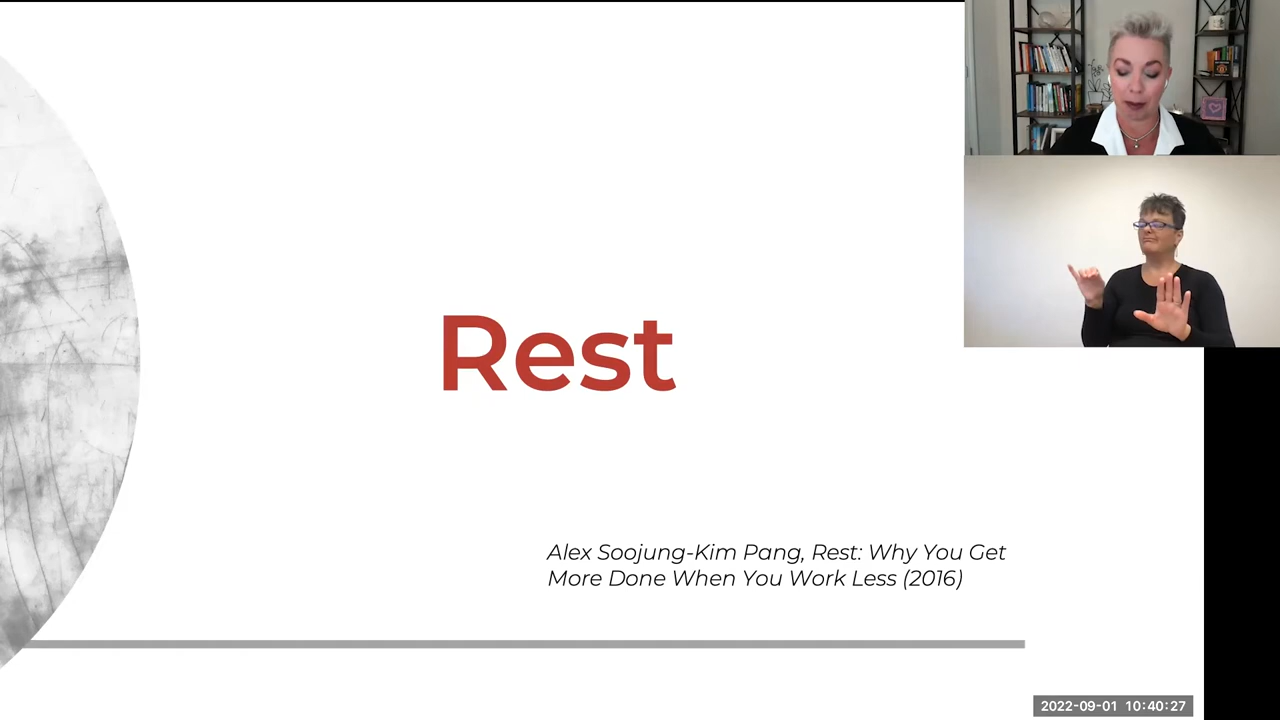 Rest
Alex Soojung-Kim Pang, Rest: Why You Get
More Done When You Work Less (2016)
2022-09-01 10:40:27